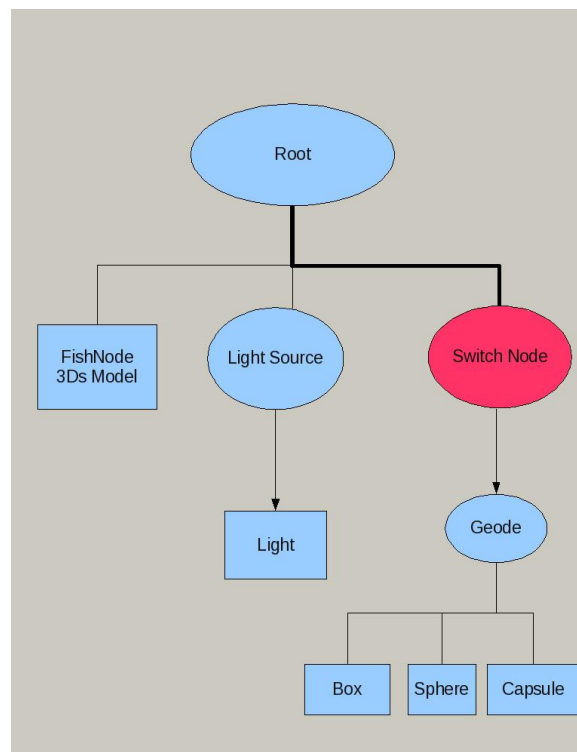 Root
FishNode
3Ds Model
Light Source
Switch Node
Light
Geode
Box
Sphere
Capsule